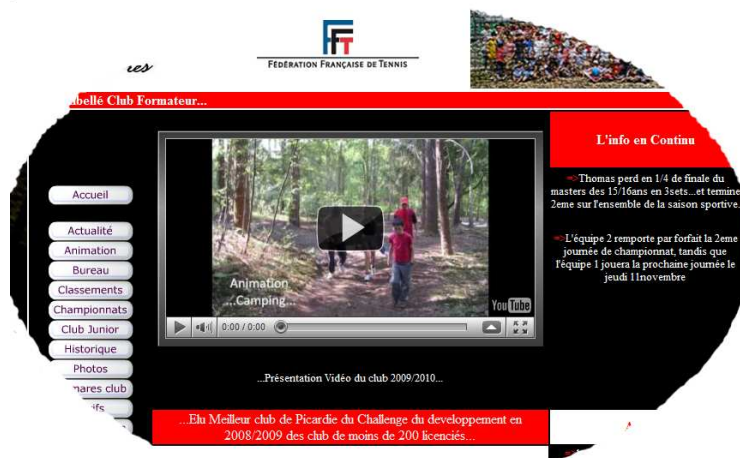 FFT
FÉDÉRATION FRANÇAISE DE TENNIS
Club Formateur...
L'info en Continu
=>Thomas perd en 1/4 de finale du
masters des 15/16ans en 3sets...et termine
2eme sur l'ensemble de la saison sportive.
=>L'équipe 2 remporte par forfait la 2eme
journée de championnat, tandis que
l'équipe 1 jouera la prochaine journée le
jeudi 11novembre
Accueil
Actualité
Animation
Bureau
Classements
Championnats
Club Junior
Historique
Photos
club
Animation
...Camping...
YouTube
0:00 / 0:00
...Présentation Vidéo du club 2009/2010...
...Elu Meilleur club de Picardie du Challenge du developpement en
2008/2009 des club de moins de 200 licenciés...